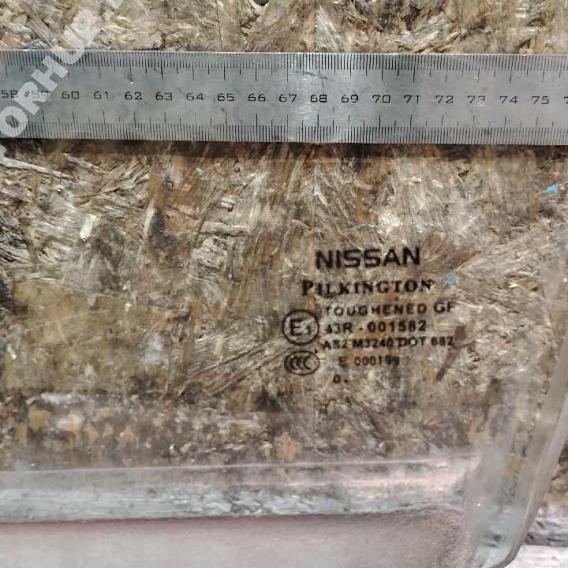 58 59 60 61 62 63 64 65 66 67 68 69 70 71 72 73 74 75
NISSAN
PILKINGTON
TOUGHENED GF
43R - 001582
AS2 M3240 DOT 682
E 000199
0.